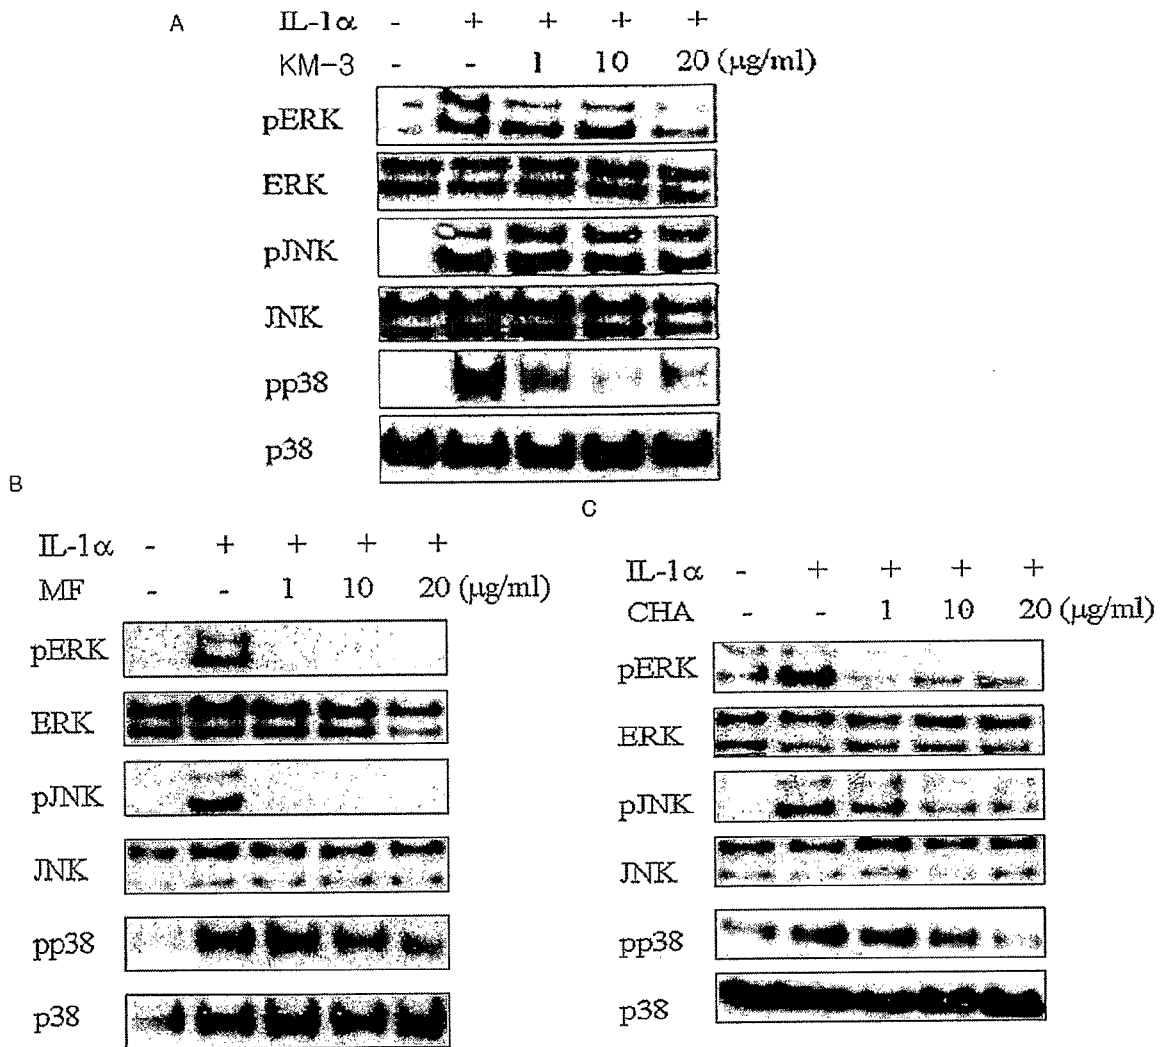 A
IL-1α - + + + +
KM-3 - - 1 10 20 (μg/ml)
pERK
ERK
pJNK
JNK
pp38
p38
B
IL-1α - + + + +
MF - - 1 10 20 (μg/ml)
pERK
ERK
pJNK
JNK
pp38
p38
C
IL-1α - + + + +
CHA - - 1 10 20 (μg/ml)
pERK
ERK
pJNK
JNK
pp38
p38